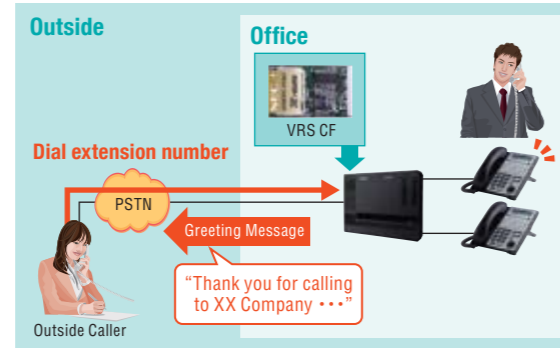 Outside
Office
VRS CF
Dial extension number
PSTN
Greeting Message
“Thank you for calling
to XX Company ･･･”
Outside Caller